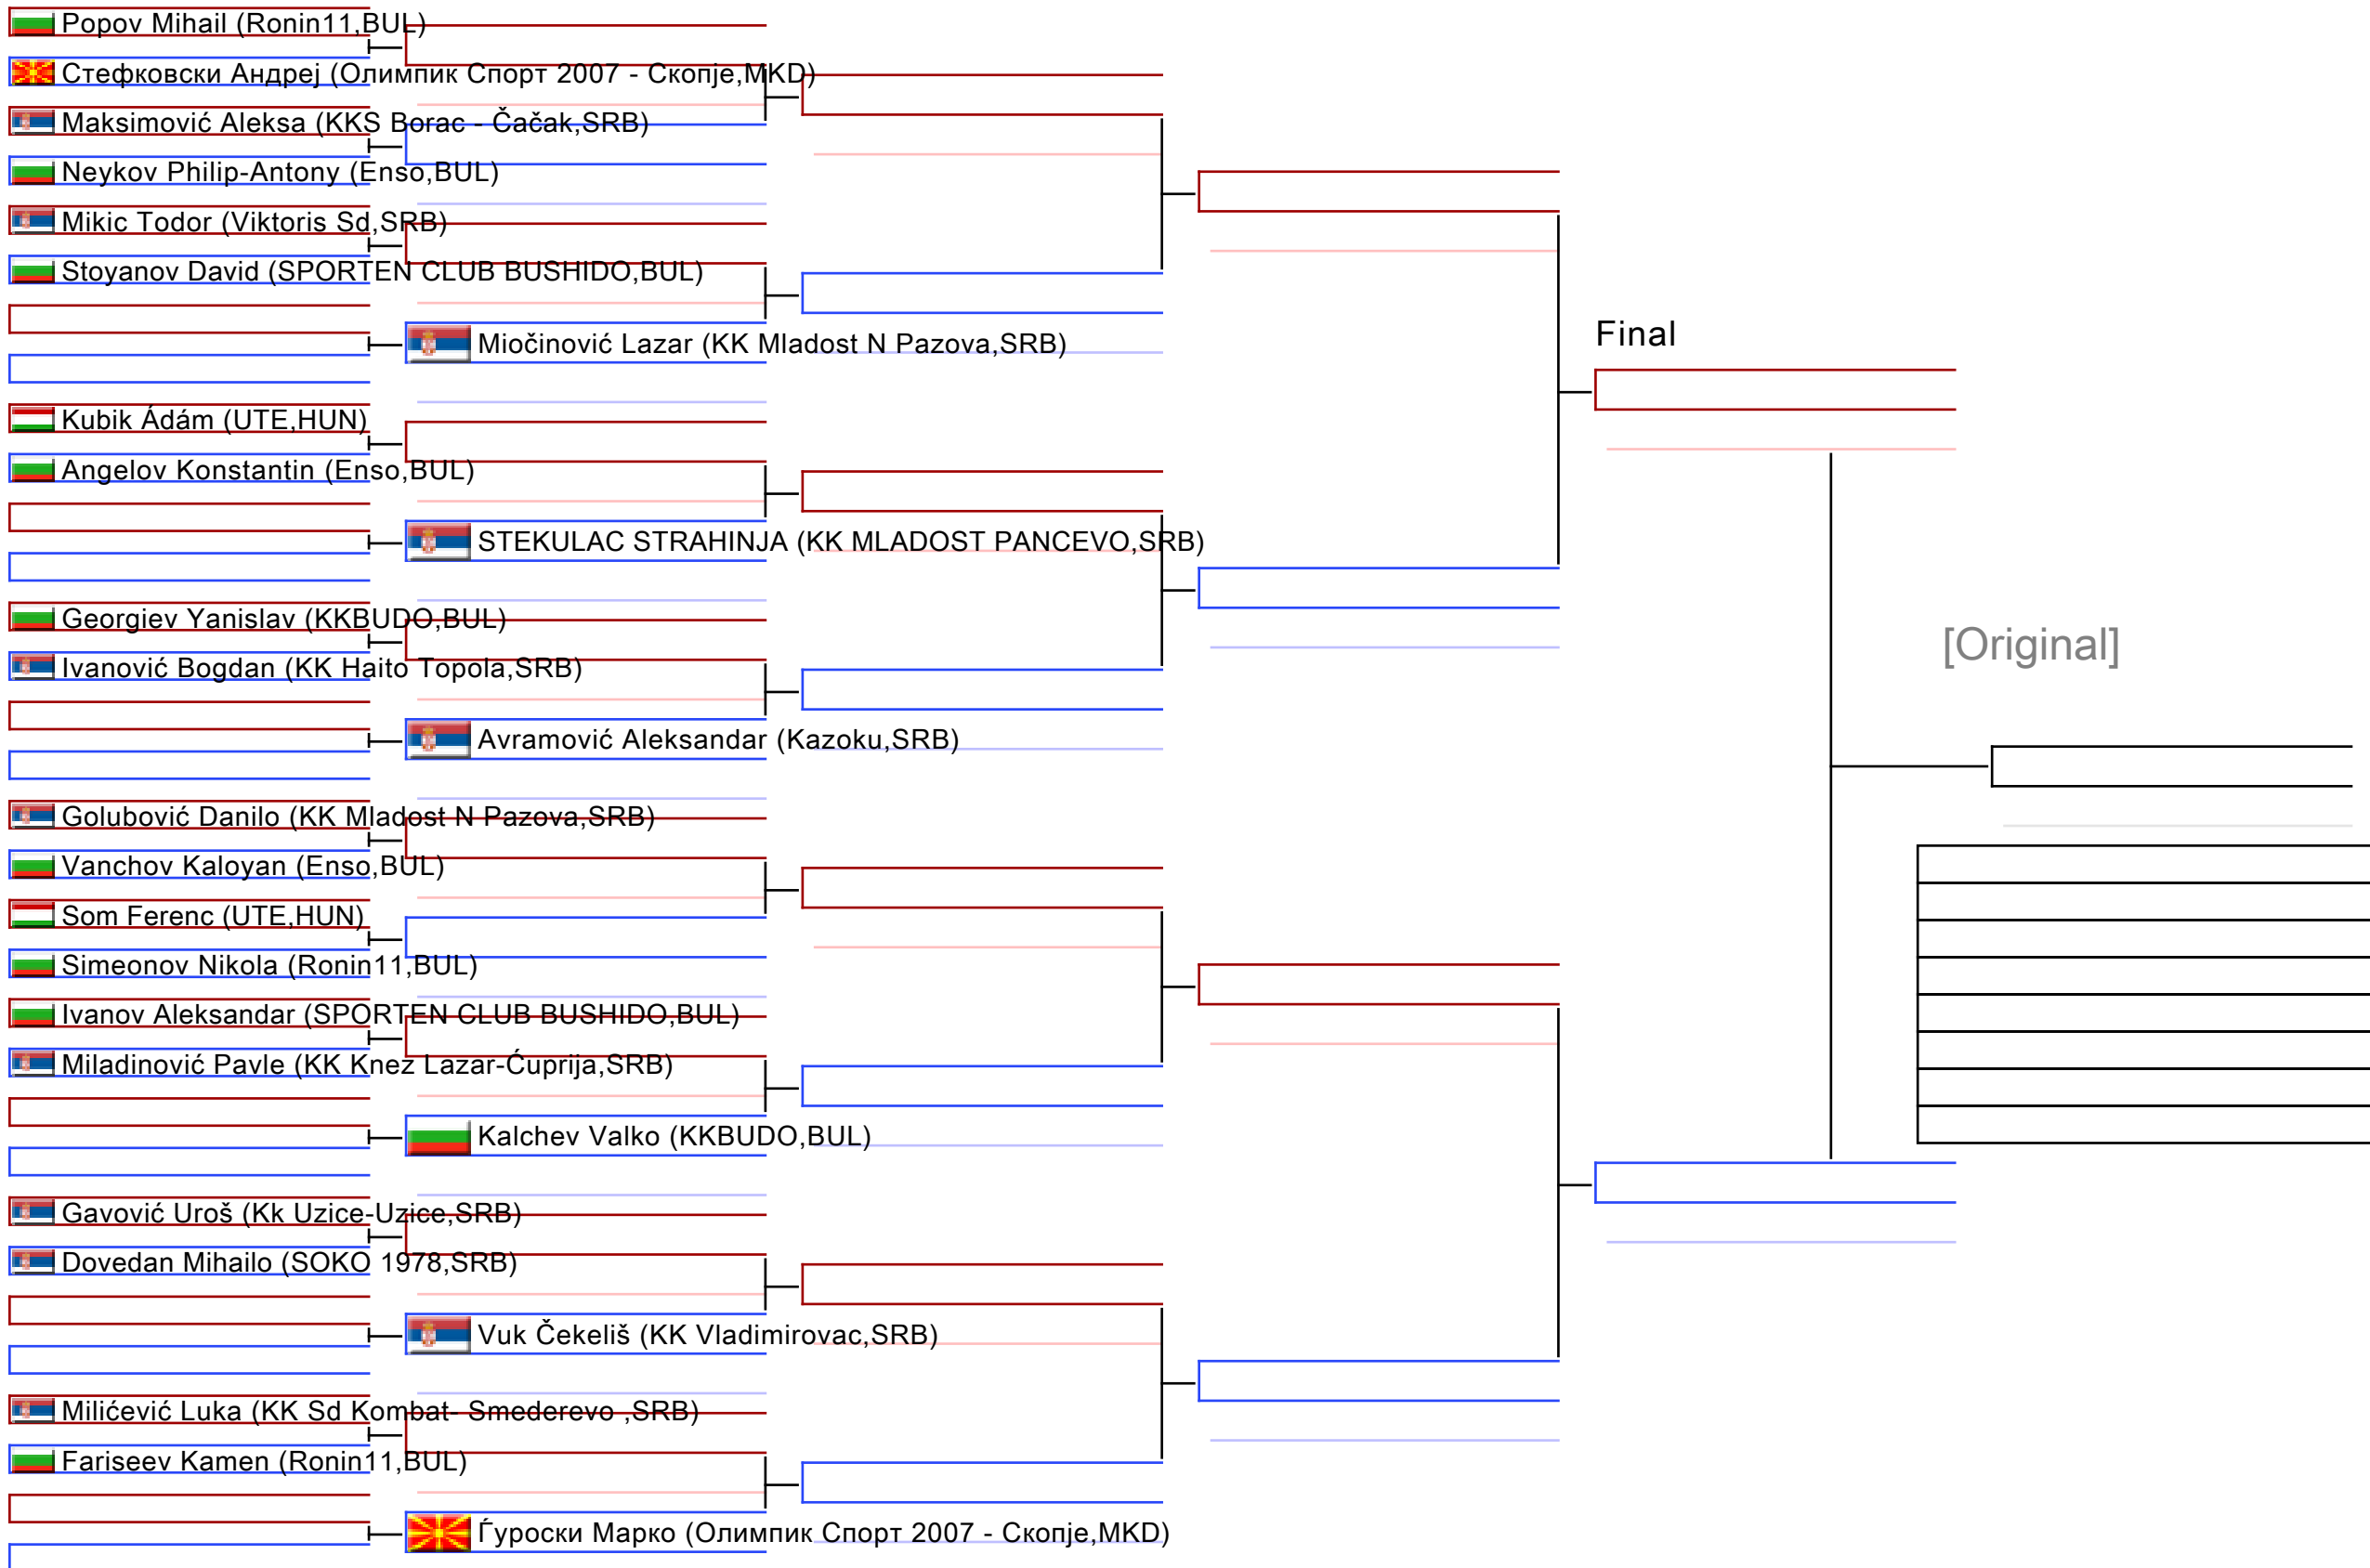 Popov Mihail (Ronin11,BUL)
Стефковски Андреј (Олимпик Спорт 2007 - Скопје,MKD)
Maksimović Aleksa (KKS Borac - Čačak,SRB)
Neykov Philip-Antony (Enso,BUL)
Mikic Todor (Viktoris Sd,SRB)
Stoyanov David (SPORTEN CLUB BUSHIDO,BUL)
Miočinović Lazar (KK Mladost N Pazova,SRB)
Kubik Ádám (UTE,HUN)
Angelov Konstantin (Enso,BUL)
STEKULAC STRAHINJA (KK MLADOST PANCEVO,SRB)
Georgiev Yanislav (KKBUDO,BUL)
Ivanović Bogdan (KK Haito Topola,SRB)
Avramović Aleksandar (Kazoku,SRB)
Golubović Danilo (KK Mladost N Pazova,SRB)
Vanchov Kaloyan (Enso,BUL)
Som Ferenc (UTE,HUN)
Simeonov Nikola (Ronin11,BUL)
Ivanov Aleksandar (SPORTEN CLUB BUSHIDO,BUL)
Miladinović Pavle (KK Knez Lazar-Ćuprija,SRB)
Kalchev Valko (KKBUDO,BUL)
Gavović Uroš (Kk Uzice-Uzice,SRB)
Dovedan Mihailo (SOKO 1978,SRB)
Vuk Čekeliš (KK Vladimirovac,SRB)
Milićević Luka (KK Sd Kombat- Smederevo ,SRB)
Fariseev Kamen (Ronin11,BUL)
Ѓуроски Марко (Олимпик Спорт 2007 - Скопје,MKD)
Final
[Original]